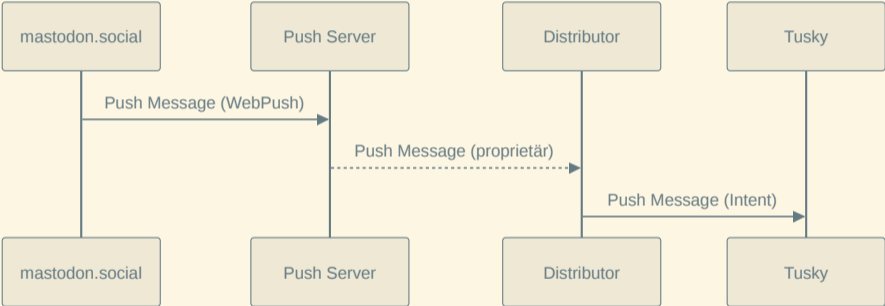 mastodon.social
Push Server
Distributor
Tusky
Push Message (WebPush)
Push Message (proprietär)
Push Message (Intent)
mastodon.social
Push Server
Distributor
Tusky